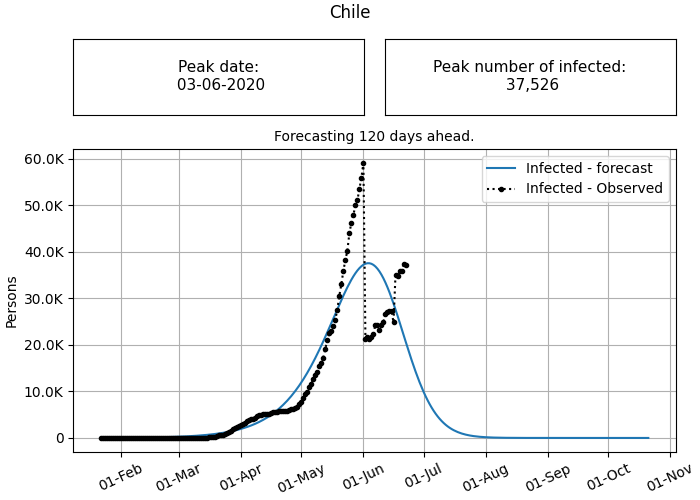 Chile
Peak date:
03-06-2020
Peak number of infected:
37,526
Forecasting 120 days ahead.
60.0K
50.0K
40.0K
30.0K
20.0K
10.0K
0
Persons
Infected - forecast
Infected - Observed
01-Feb
01-Mar
01-Apr
01-May
01-Jun
01-Jul
01-Aug
01-Sep
01-Oct
01-Nov